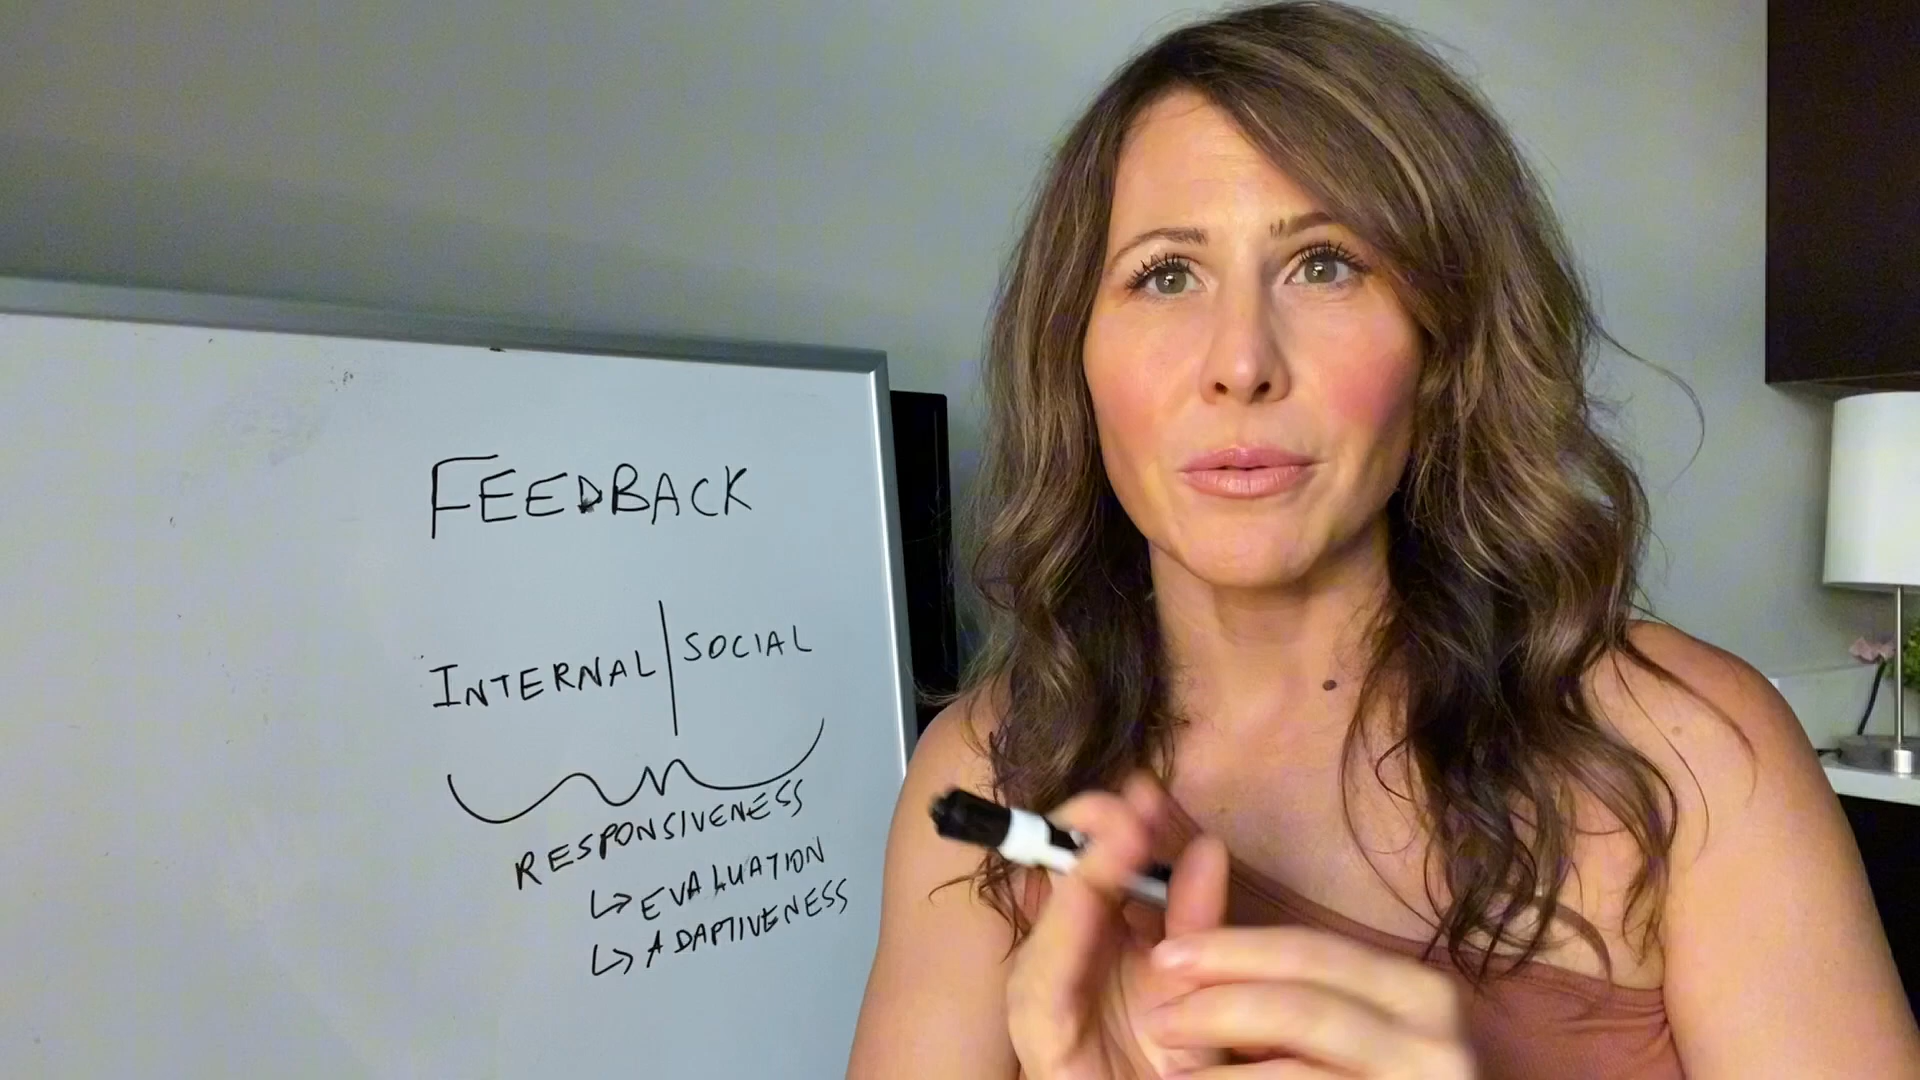 FEEDBACK
INTERNAL | SOCIAL
RESPONSIVENESS
↳ EVALUATION
↳ ADAPTIVENESS